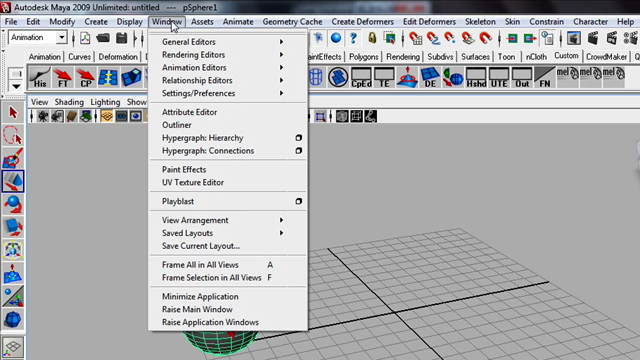 Autodesk Maya 2009 Unlimited: untitled --- pSphere1
File Edit Modify Create Display Window Assets Animate Geometry Cache Create Deformers Edit Deformers Skeleton Skin Constrain Character Help
Animation
General Deformation Animation
PaintEffects Polygons Rendering Subdivs Toon nCloth Custom CrowdMaker
His FT CP CpEd TE DE Hshd UTE Out FN mel mel
View Shading Lighting Show
General Editors
Rendering Editors
Animation Editors
Relationship Editors
Settings/Preferences
Attribute Editor
Outliner
Hypergraph: Hierarchy
Hypergraph: Connections
Paint Effects
UV Texture Editor
Playblast
View Arrangement
Saved Layouts
Save Current Layout...
Frame All in All Views A
Frame Selection in All Views F
Minimize Application
Raise Main Window
Raise Application Windows